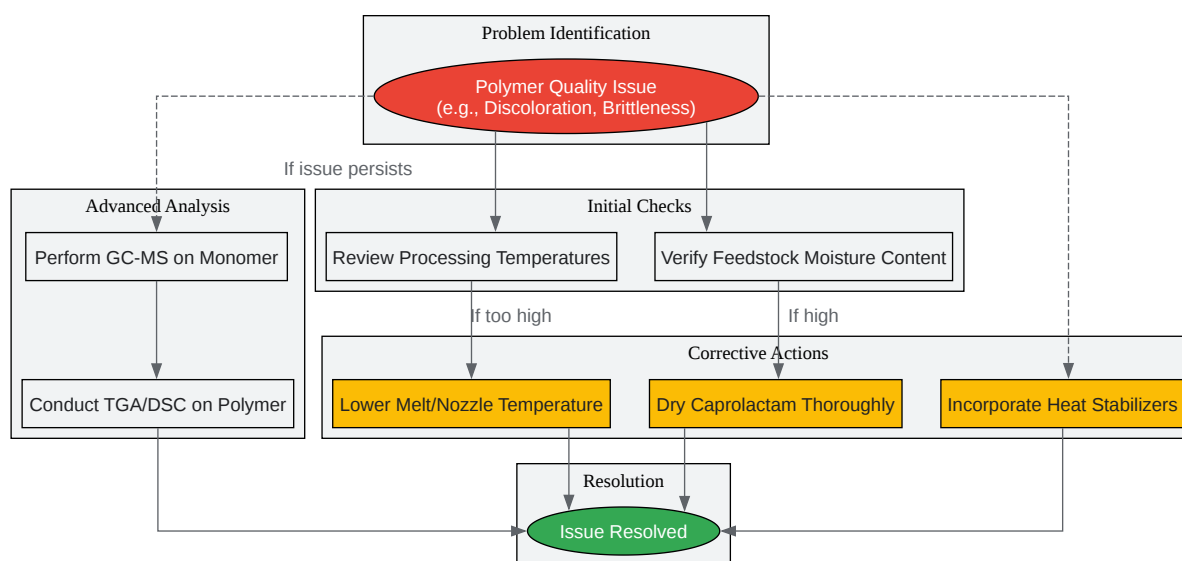 Problem Identification
Polymer Quality Issue
(e.g., Discoloration, Brittleness)
If issue persists
Advanced Analysis
Initial Checks
Perform GC-MS on Monomer
Review Processing Temperatures
Verify Feedstock Moisture Content
If too high
If high
Corrective Actions
Conduct TGA/DSC on Polymer
Lower Melt/Nozzle Temperature
Dry Caprolactam Thoroughly
Incorporate Heat Stabilizers
Resolution
Issue Resolved